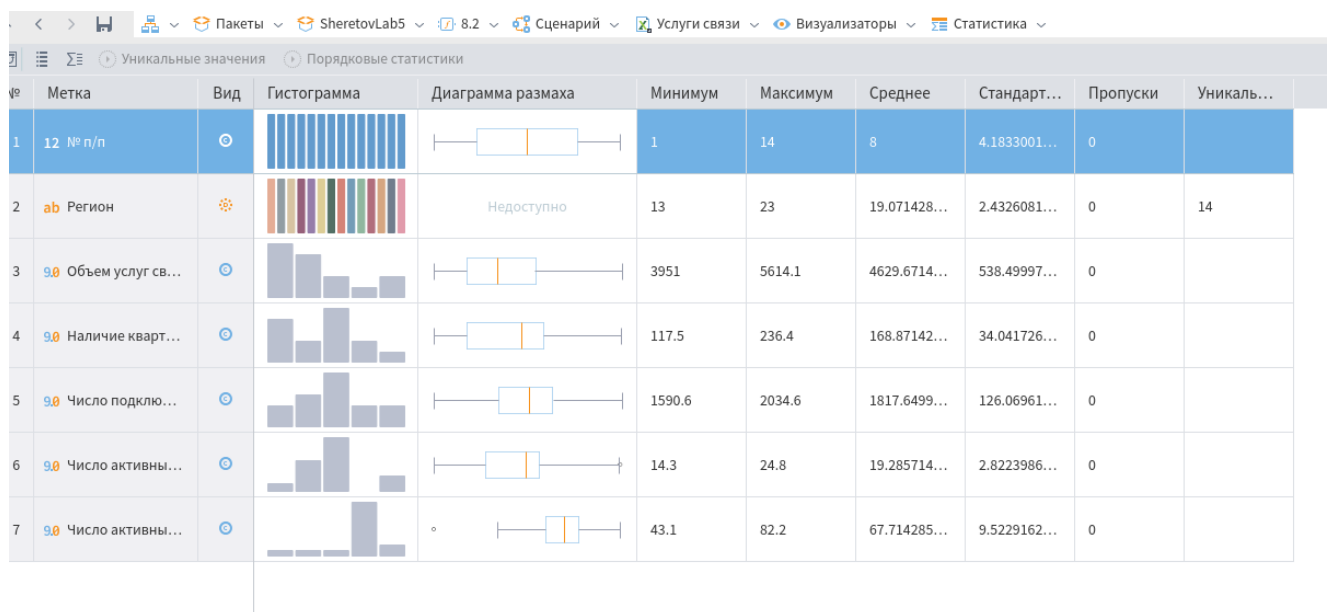 Пакеты SheretovLab5 8.2 Сценарий Услуги связи Визуализаторы Статистика
Уникальные значения Порядковые статистики
№ Метка Вид Гистограмма Диаграмма размаха Минимум Максимум Среднее Стандарт... Пропуски Уникаль...
1 12 № п/п 1 14 8 4.1833001... 0
2 ab Регион Недоступно 13 23 19.071428... 2.4326081... 0 14
3 9.0 Объем услуг св... 3951 5614.1 4629.6714... 538.49997... 0
4 9.0 Наличие кварт... 117.5 236.4 168.87142... 34.041726... 0
5 9.0 Число подклю... 1590.6 2034.6 1817.6499... 126.06961... 0
6 9.0 Число активны... 14.3 24.8 19.285714... 2.8223986... 0
7 9.0 Число активны... 43.1 82.2 67.714285... 9.5229162... 0